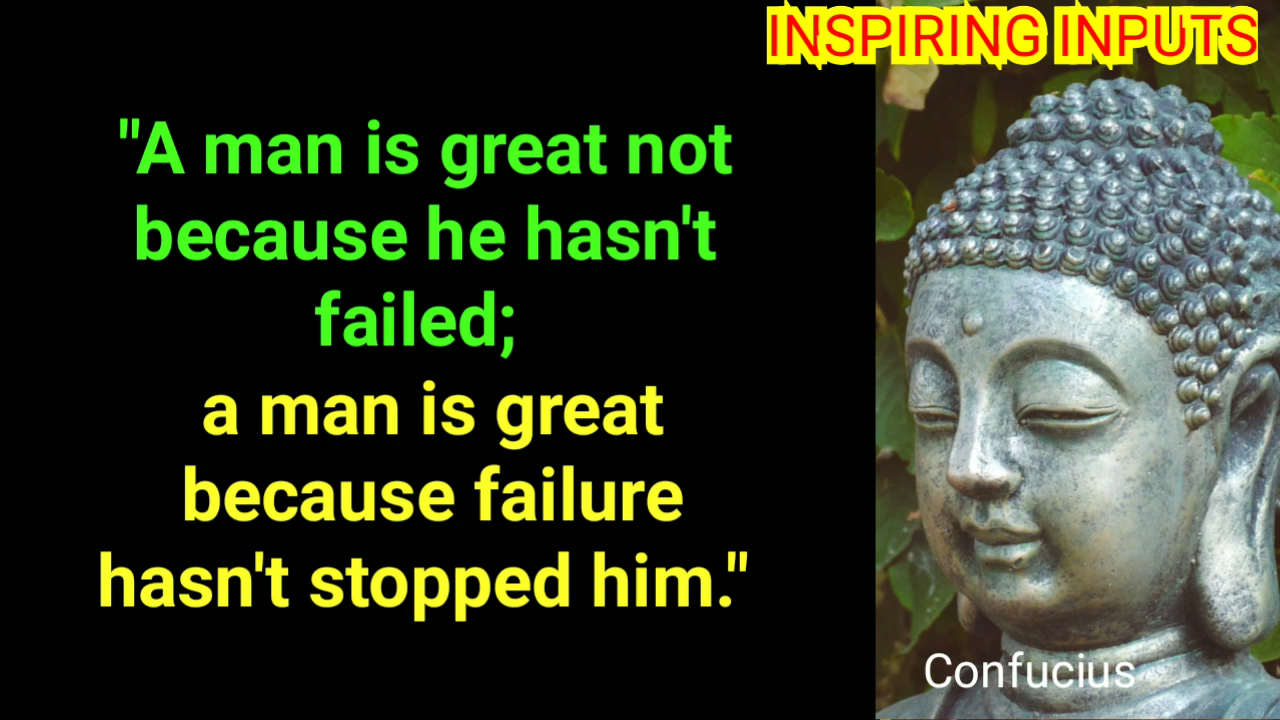 INSPIRING INPUTS
"A man is great not
because he hasn't
failed;
a man is great
because failure
hasn't stopped him."
Confucius